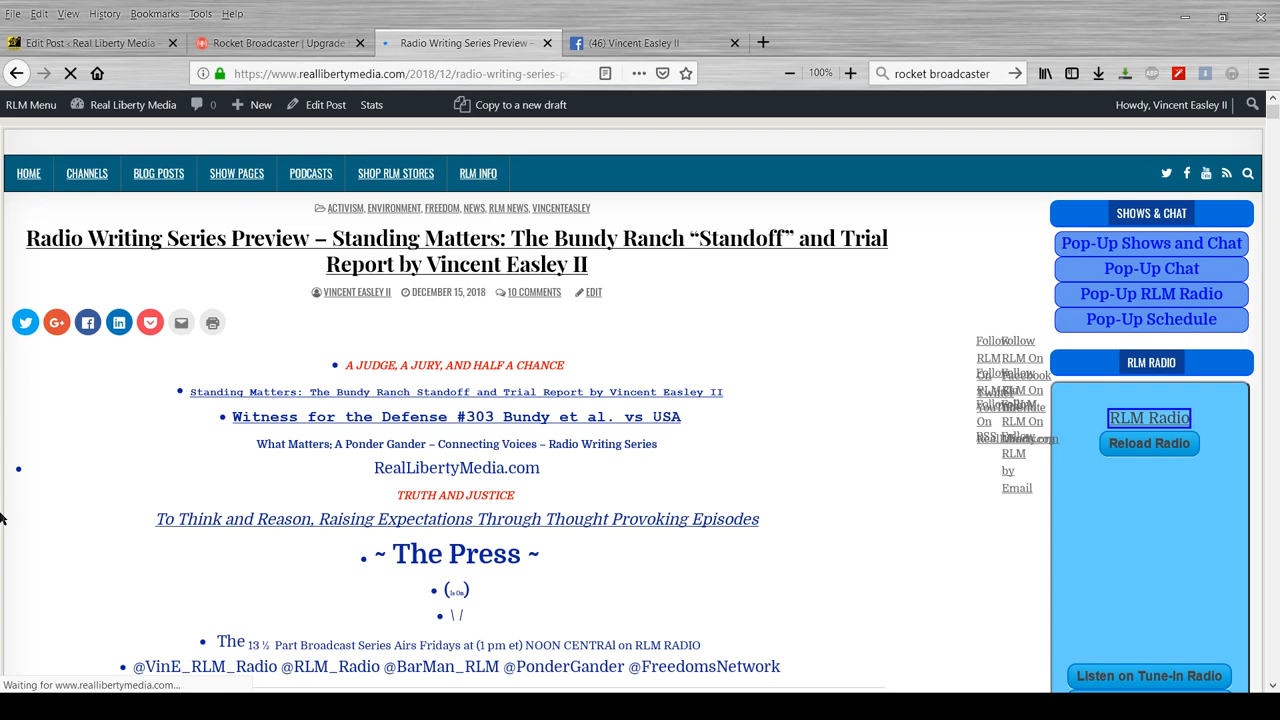 File Edit View History Bookmarks Tools Help
Edit Post ‹ Real Liberty Media — Rocket Broadcaster | Upgrade Radio Writing Series Preview – (46) Vincent Easley II
https://www.reallibertymedia.com/2018/12/radio-writing-series-p 100% rocket broadcaster
RLM Menu Real Liberty Media 0 New Edit Post Stats Copy to a new draft Howdy, Vincent Easley II
HOME CHANNELS BLOG POSTS SHOW PAGES PODCASTS SHOP RLM STORES RLM INFO
ACTIVISM, ENVIRONMENT, FREEDOM, NEWS, RLM NEWS, VINCENTEASLEY
Radio Writing Series Preview – Standing Matters: The Bundy Ranch “Standoff” and Trial
Report by Vincent Easley II
VINCENT EASLEY II DECEMBER 15, 2018 10 COMMENTS EDIT
A JUDGE, A JURY, AND HALF A CHANCE
Standing Matters: The Bundy Ranch Standoff and Trial Report by Vincent Easley II
Witness for the Defense #303 Bundy et al. vs USA
What Matters; A Ponder Gander – Connecting Voices – Radio Writing Series
RealLibertyMedia.com
TRUTH AND JUSTICE
To Think and Reason, Raising Expectations Through Thought Provoking Episodes
~ The Press ~
(Is On)
\ /
The 13 ½ Part Broadcast Series Airs Fridays at (1 pm et) NOON CENTRAl on RLM RADIO
@VinE_RLM_Radio @RLM_Radio @BarMan_RLM @PonderGander @FreedomsNetwork
SHOWS & CHAT
Pop-Up Shows and Chat
Pop-Up Chat
Pop-Up RLM Radio
Pop-Up Schedule
RLM RADIO
RLM Radio
Reload Radio
Listen on Tune-In Radio
Follow
RLM
by
Email
Waiting for www.reallibertymedia.com...